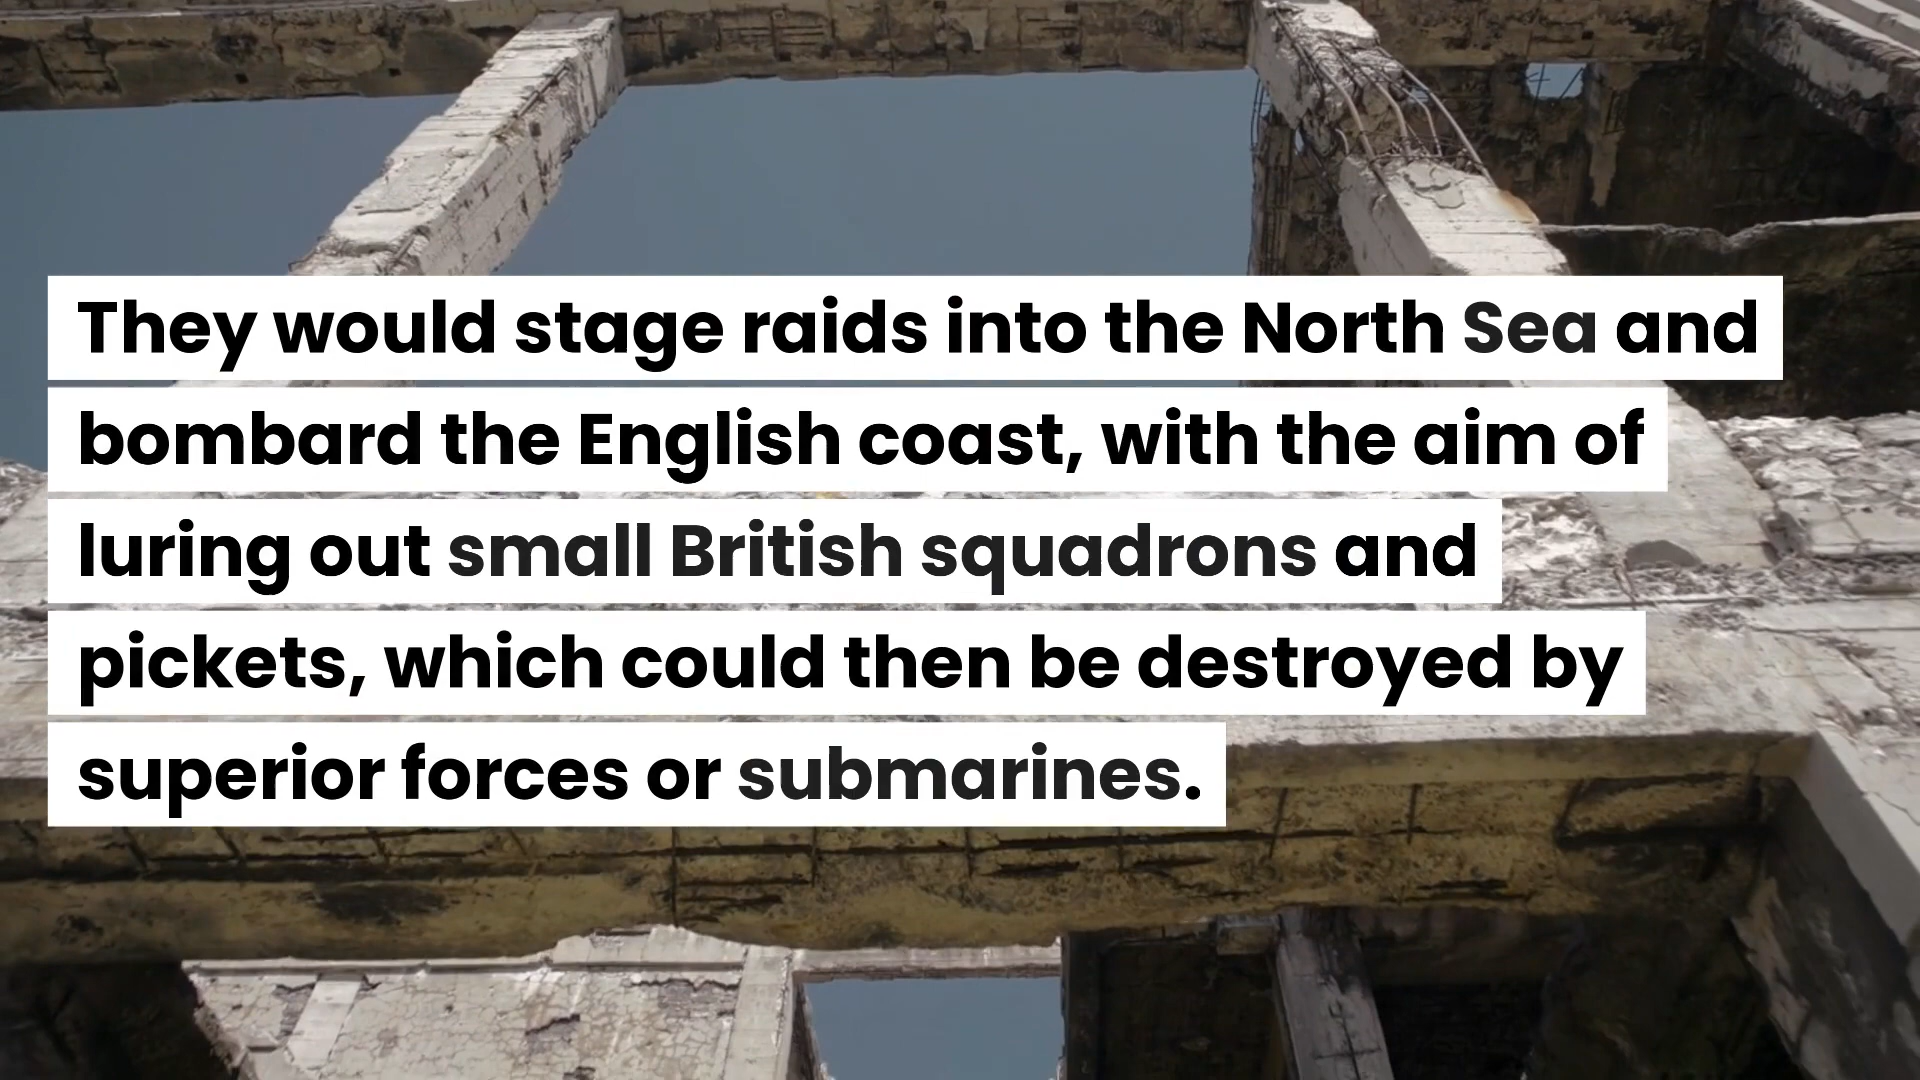 They would stage raids into the North Sea and
bombard the English coast, with the aim of
luring out small British squadrons and
pickets, which could then be destroyed by
superior forces or submarines.